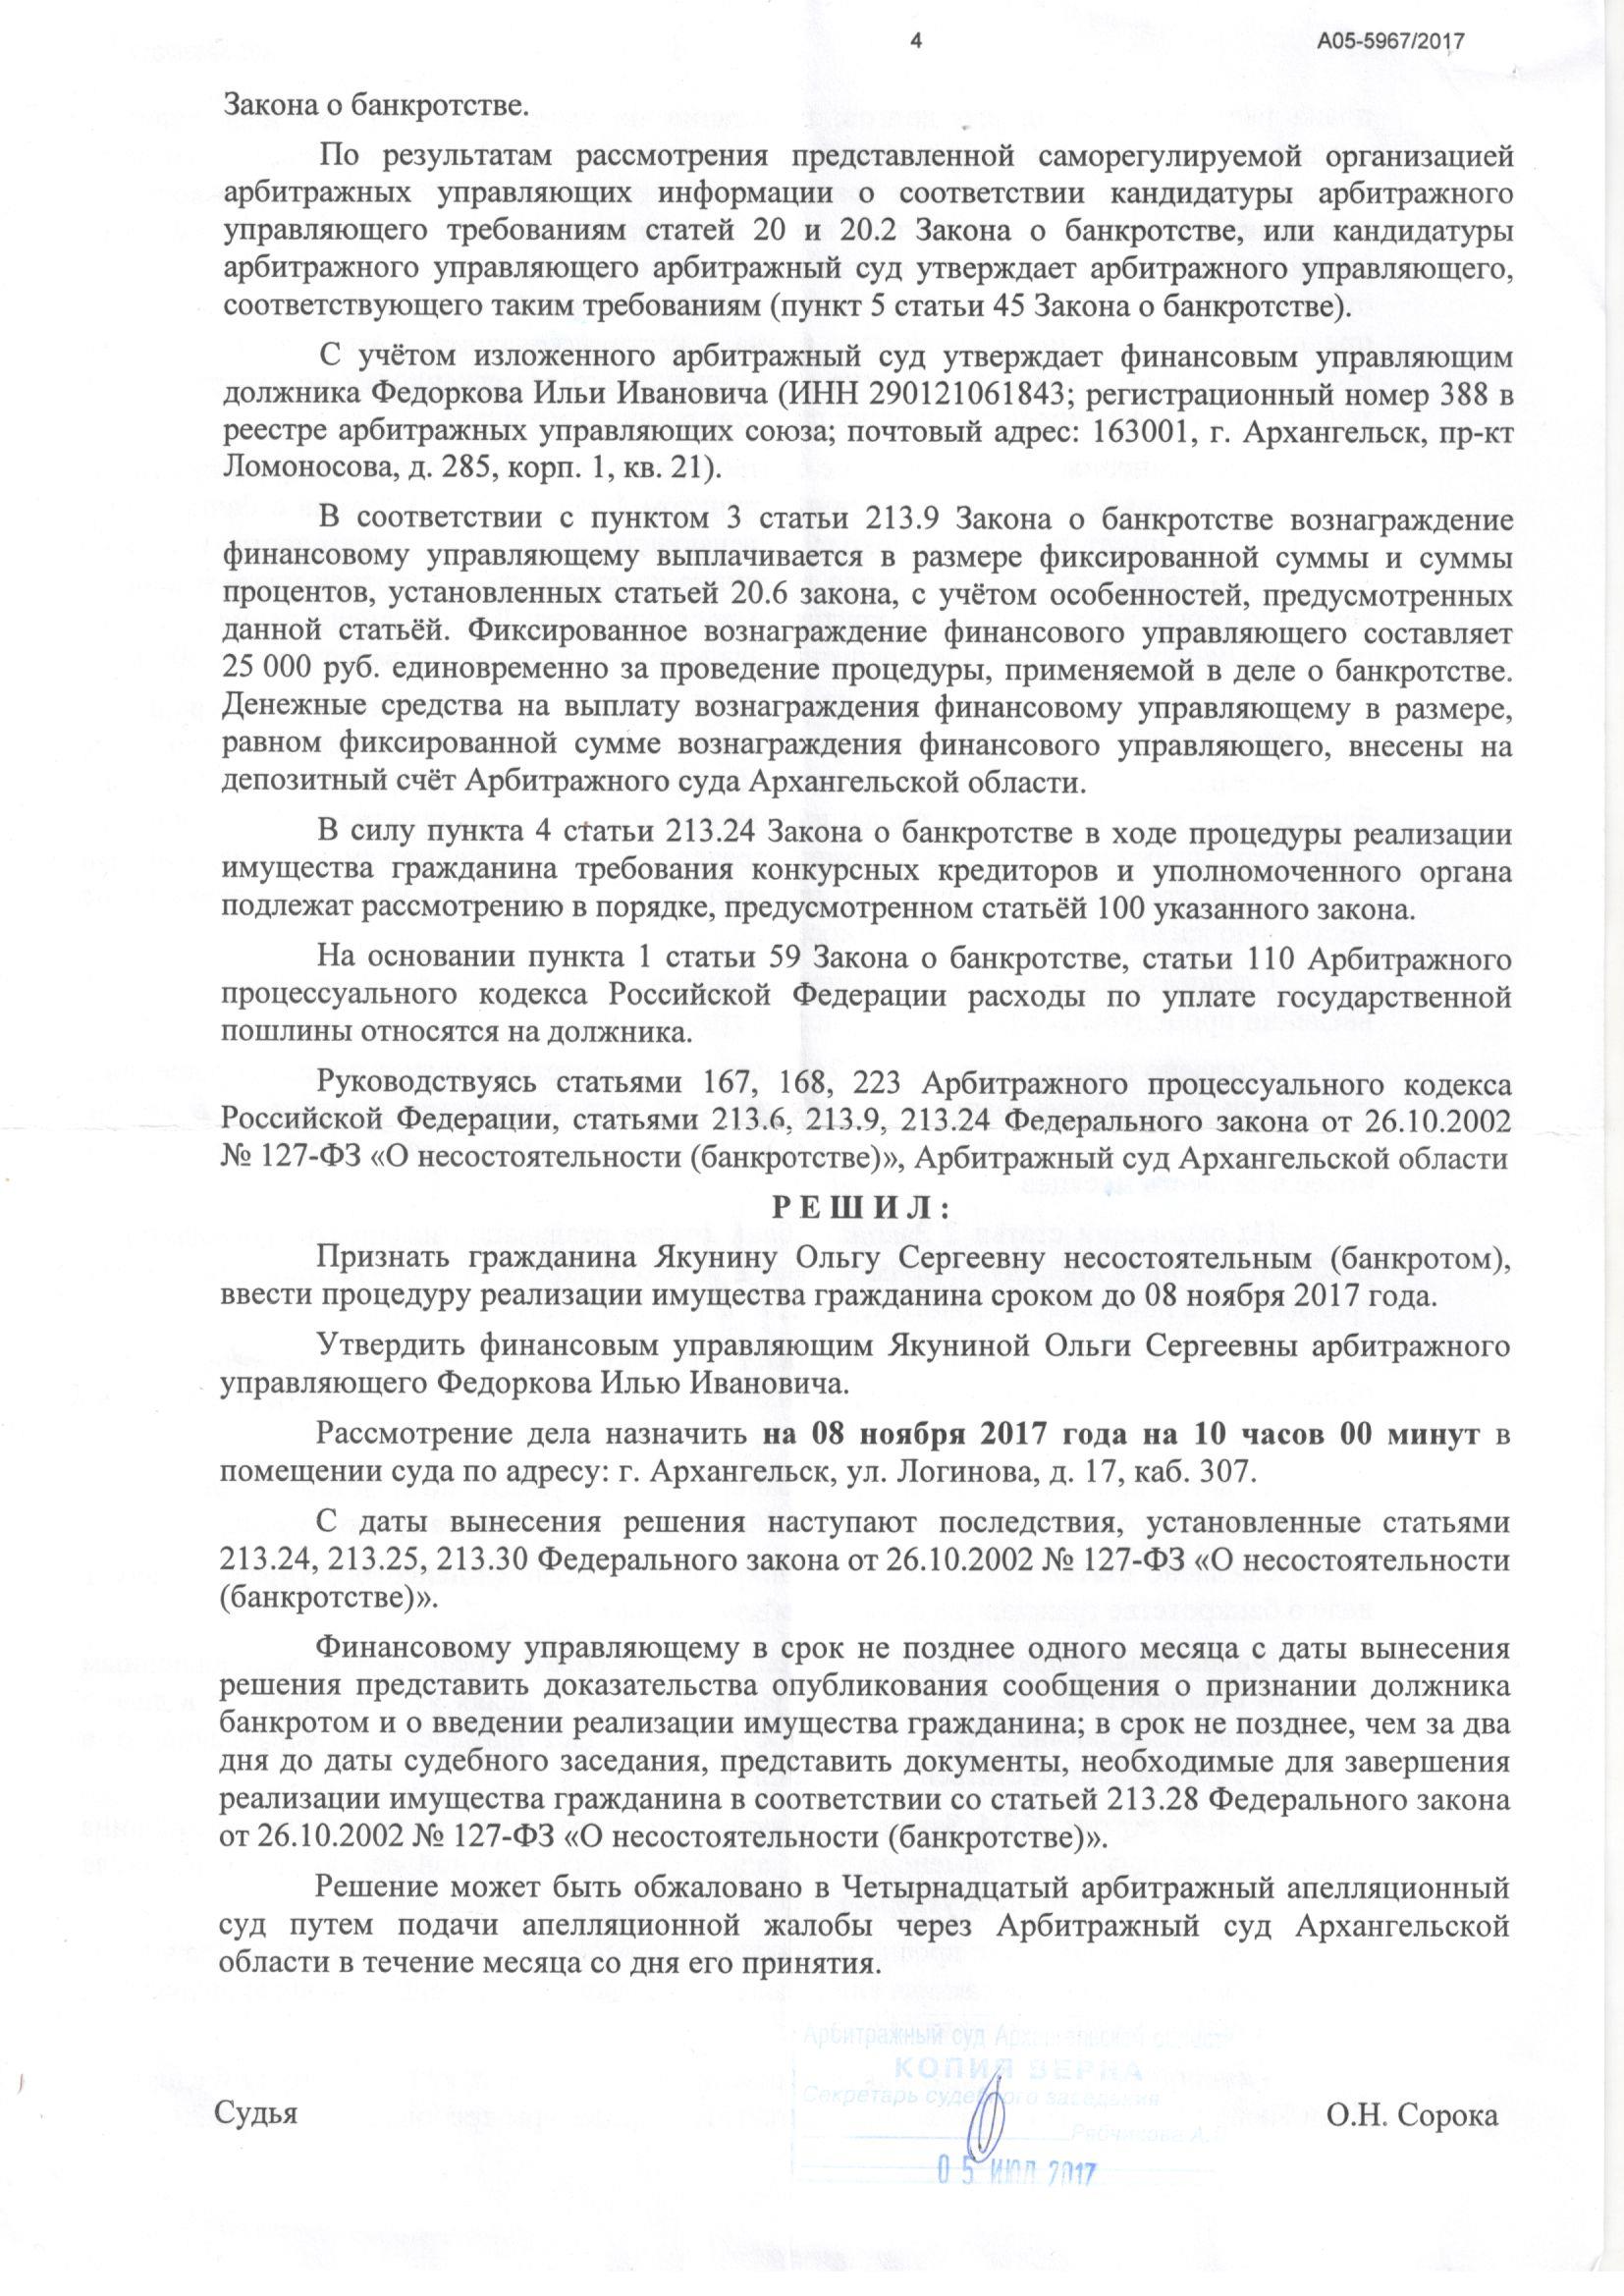 4
А05-5967/2017
Закона о банкротстве.
По результатам рассмотрения представленной саморегулируемой организацией
арбитражных управляющих информации о соответствии кандидатуры арбитражного
управляющего требованиям статей 20 и 20.2 Закона о банкротстве, или кандидатуры
арбитражного управляющего арбитражный суд утверждает арбитражного управляющего,
соответствующего таким требованиям (пункт 5 статьи 45 Закона о банкротстве).
С учётом изложенного арбитражный суд утверждает финансовым управляющим
должника Федоркова Ильи Ивановича (ИНН 290121061843; регистрационный номер 388 в
реестре арбитражных управляющих союза; почтовый адрес: 163001, г. Архангельск, пр-кт
Ломоносова, д. 285, корп. 1, кв. 21).
В соответствии с пунктом 3 статьи 213.9 Закона о банкротстве вознаграждение
финансовому управляющему выплачивается в размере фиксированной суммы и суммы
процентов, установленных статьей 20.6 закона, с учётом особенностей, предусмотренных
данной статьёй. Фиксированное вознаграждение финансового управляющего составляет
25 000 руб. единовременно за проведение процедуры, применяемой в деле о банкротстве.
Денежные средства на выплату вознаграждения финансовому управляющему в размере,
равном фиксированной сумме вознаграждения финансового управляющего, внесены на
депозитный счёт Арбитражного суда Архангельской области.
В силу пункта 4 статьи 213.24 Закона о банкротстве в ходе процедуры реализации
имущества гражданина требования конкурсных кредиторов и уполномоченного органа
подлежат рассмотрению в порядке, предусмотренном статьёй 100 указанного закона.
На основании пункта 1 статьи 59 Закона о банкротстве, статьи 110 Арбитражного
процессуального кодекса Российской Федерации расходы по уплате государственной
пошлины относятся на должника.
Руководствуясь статьями 167, 168, 223 Арбитражного процессуального кодекса
Российской Федерации, статьями 213.6, 213.9, 213.24 Федерального закона от 26.10.2002
№ 127-ФЗ «О несостоятельности (банкротстве)», Арбитражный суд Архангельской области
Р Е Ш И Л :
Признать гражданина Якунину Ольгу Сергеевну несостоятельным (банкротом),
ввести процедуру реализации имущества гражданина сроком до 08 ноября 2017 года.
Утвердить финансовым управляющим Якуниной Ольги Сергеевны арбитражного
управляющего Федоркова Илью Ивановича.
Рассмотрение дела назначить на 08 ноября 2017 года на 10 часов 00 минут в
помещении суда по адресу: г. Архангельск, ул. Логинова, д. 17, каб. 307.
С даты вынесения решения наступают последствия, установленные статьями
213.24, 213.25, 213.30 Федерального закона от 26.10.2002 № 127-ФЗ «О несостоятельности
(банкротстве)».
Финансовому управляющему в срок не позднее одного месяца с даты вынесения
решения представить доказательства опубликования сообщения о признании должника
банкротом и о введении реализации имущества гражданина; в срок не позднее, чем за два
дня до даты судебного заседания, представить документы, необходимые для завершения
реализации имущества гражданина в соответствии со статьей 213.28 Федерального закона
от 26.10.2002 № 127-ФЗ «О несостоятельности (банкротстве)».
Решение может быть обжаловано в Четырнадцатый арбитражный апелляционный
суд путем подачи апелляционной жалобы через Арбитражный суд Архангельской
области в течение месяца со дня его принятия.
Арбитражный суд Архангельской области
КОПИЯ ВЕРНА
Секретарь судебного заседания
Судья
О.Н. Сорока
05 ИЮЛ 2017